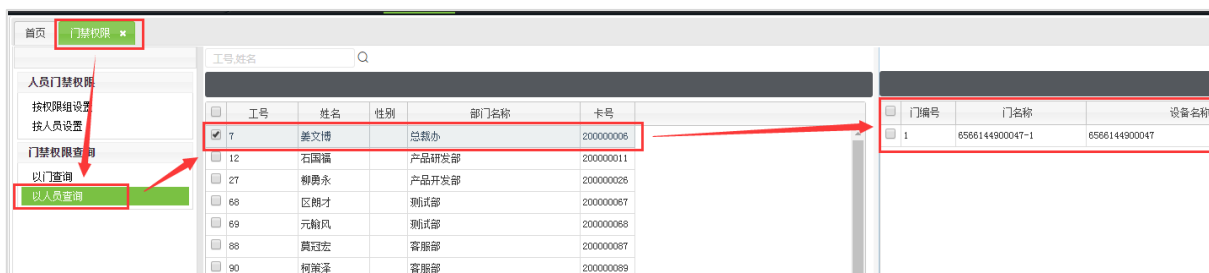 首页 门禁权限 ×
工号,姓名
人员门禁权限
按权限组设置
按人员设置
门禁权限查询
以门查询
以人员查询
工号 姓名 性别 部门名称 卡号
7 姜文博 总裁办 200000006
12 石国福 产品研发部 200000011
27 柳勇永 产品开发部 200000026
68 区朗才 测试部 200000067
69 元翰风 测试部 200000068
88 莫冠宏 客服部 200000087
90 柯策泽 客服部 200000089
门编号 门名称 设备名称
1 6566144900047-1 6566144900047